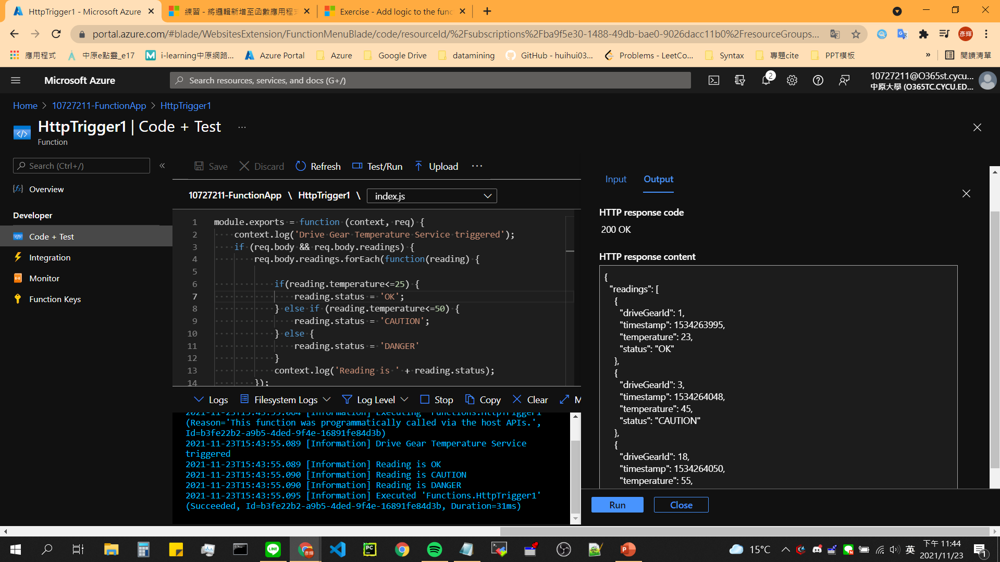 HttpTrigger1 - Microsoft Azure
練習 - 將邏輯新增至函數應用程式
Exercise - Add logic to the func
portal.azure.com/#blade/WebsitesExtension/FunctionMenuBlade/code/resourceId/%2Fsubscriptions%2Fba9f5e30-1488-49db-bae0-9026dacc11b0%2FresourceGroups...
彥輝
應用程式
中原e點靈_e17
i-learning中原網路...
Azure Portal
Azure
Google Drive
datamining
GitHub - huihui03...
Problems - LeetCo...
Syntax
專題cite
PPT模板
»
閱讀清單
Microsoft Azure
Search resources, services, and docs (G+/)
2
10727211@O365st.cycu...
中原大學 (O365TC.CYCU.ED...
Home > 10727211-FunctionApp > HttpTrigger1
HttpTrigger1 | Code + Test ...
Function
Search (Ctrl+/)
«
Overview
Developer
Code + Test
Integration
Monitor
Function Keys
Save
Discard
Refresh
Test/Run
Upload
...
10727211-FunctionApp \ HttpTrigger1 \ index.js
1 module.exports = function (context, req) {
2 context.log('Drive Gear Temperature Service triggered');
3 if (req.body && req.body.readings) {
4 req.body.readings.forEach(function(reading) {
5
6 if(reading.temperature<=25) {
7 reading.status = 'OK';
8 } else if (reading.temperature<=50) {
9 reading.status = 'CAUTION';
10 } else {
11 reading.status = 'DANGER'
12 }
13 context.log('Reading is ' + reading.status);
14 });
Logs
Filesystem Logs
Log Level
Stop
Copy
Clear
M
2021-11-23T15:43:55.064 [Information] Executing 'Functions.HttpTrigger1'
(Reason='This function was programmatically called via the host APIs.',
Id=b3fe22b2-a9b5-4ded-9f4e-16891fe84d3b)
2021-11-23T15:43:55.089 [Information] Drive Gear Temperature Service
triggered
2021-11-23T15:43:55.089 [Information] Reading is OK
2021-11-23T15:43:55.090 [Information] Reading is CAUTION
2021-11-23T15:43:55.090 [Information] Reading is DANGER
2021-11-23T15:43:55.095 [Information] Executed 'Functions.HttpTrigger1'
(Succeeded, Id=b3fe22b2-a9b5-4ded-9f4e-16891fe84d3b, Duration=31ms)
Input
Output
HTTP response code
200 OK
HTTP response content
{
"readings": [
{
"driveGearId": 1,
"timestamp": 1534263995,
"temperature": 23,
"status": "OK"
},
{
"driveGearId": 3,
"timestamp": 1534264048,
"temperature": 45,
"status": "CAUTION"
},
{
"driveGearId": 18,
"timestamp": 1534264050,
"temperature": 55,
Run
Close
15°C
英
下午 11:44
2021/11/23
1